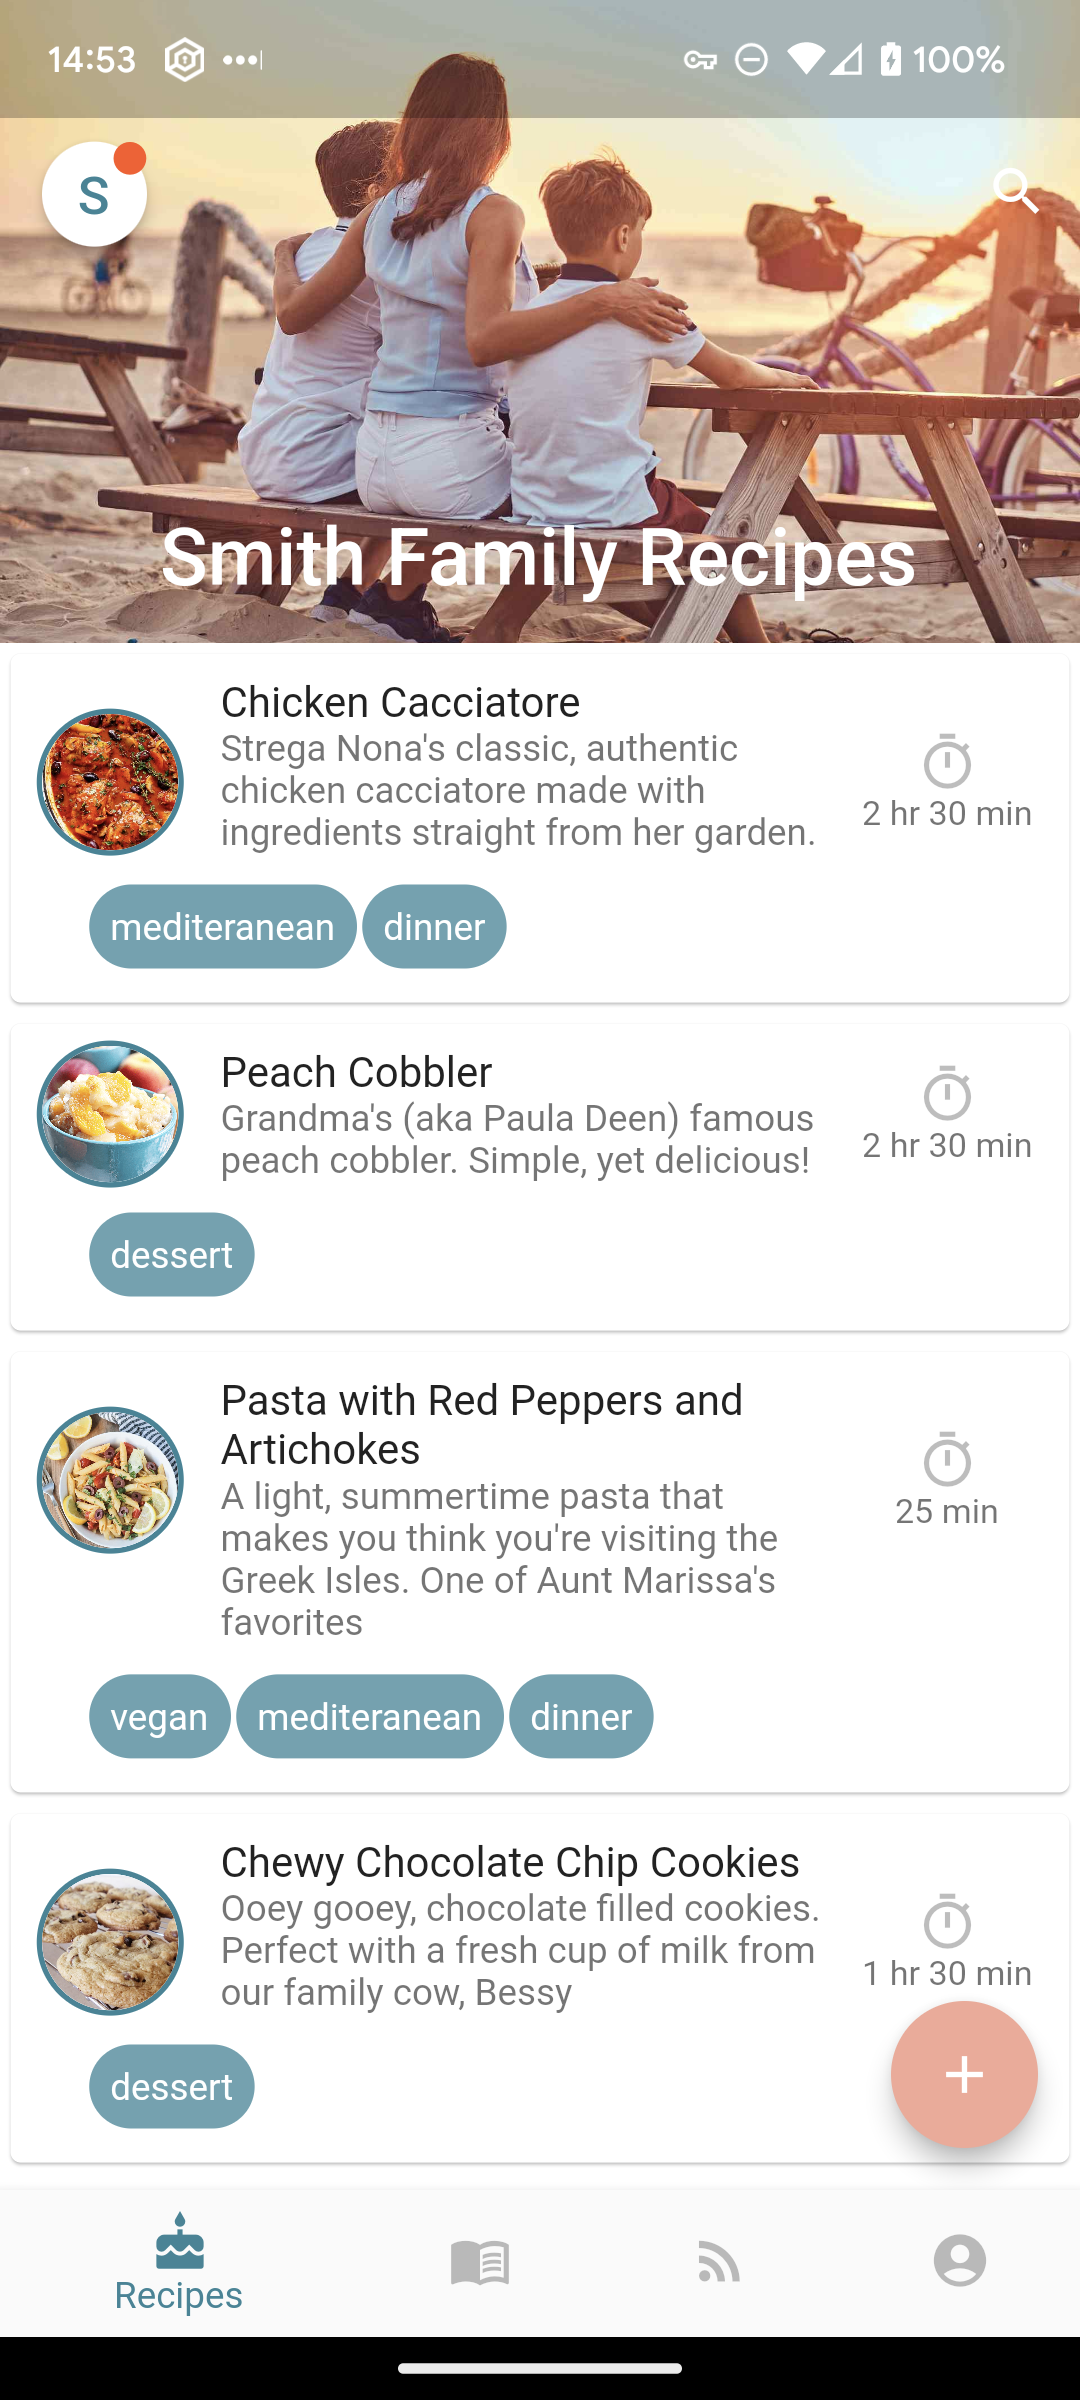 14:53
100%
S
Smith Family Recipes
Chicken Cacciatore
Strega Nona's classic, authentic
chicken cacciatore made with
ingredients straight from her garden.
2 hr 30 min
mediteranean dinner
Peach Cobbler
Grandma's (aka Paula Deen) famous
peach cobbler. Simple, yet delicious!
2 hr 30 min
dessert
Pasta with Red Peppers and
Artichokes
A light, summertime pasta that
makes you think you're visiting the
Greek Isles. One of Aunt Marissa's
favorites
25 min
vegan mediteranean dinner
Chewy Chocolate Chip Cookies
Ooey gooey, chocolate filled cookies.
Perfect with a fresh cup of milk from
our family cow, Bessy
1 hr 30 min
dessert
Recipes